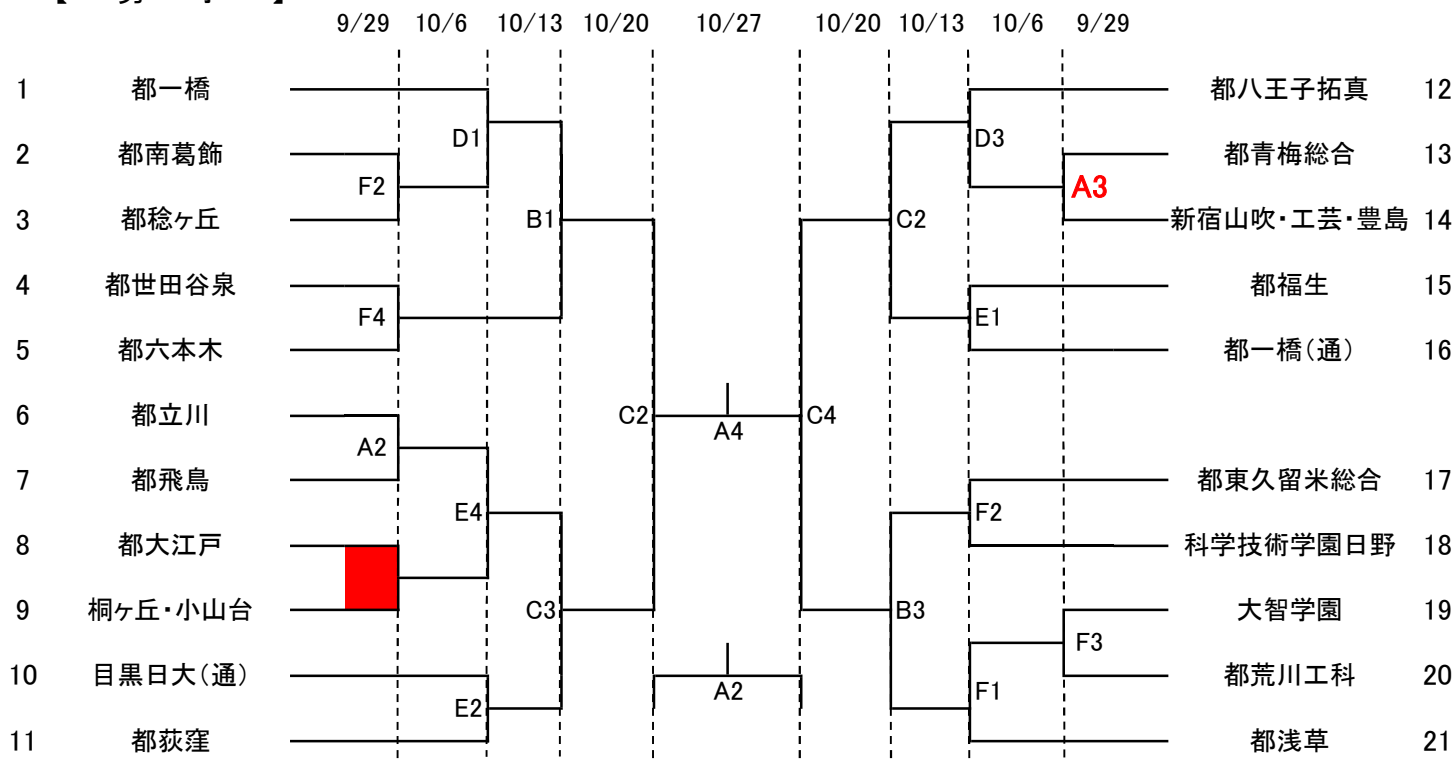 9/29 10/6 10/13 10/20 10/27 10/20 10/13 10/6 9/29
1 都一橋 都八王子拓真 12
D1 D3
2 都南葛飾 都青梅総合 13
F2 A3
3 都稔ヶ丘 B1 C2 新宿山吹・工芸・豊島 14
4 都世田谷泉 都福生 15
F4 E1
5 都六本木 都一橋(通) 16
6 都立川 C2 A4 C4
A2
7 都飛鳥 都東久留米総合 17
E4 F2
8 都大江戸 科学技術学園日野 18
9 桐ヶ丘・小山台 C3 B3 大智学園 19
F3
10 目黒日大(通) A2 F1 都荒川工科 20
E2
11 都荻窪 都浅草 21